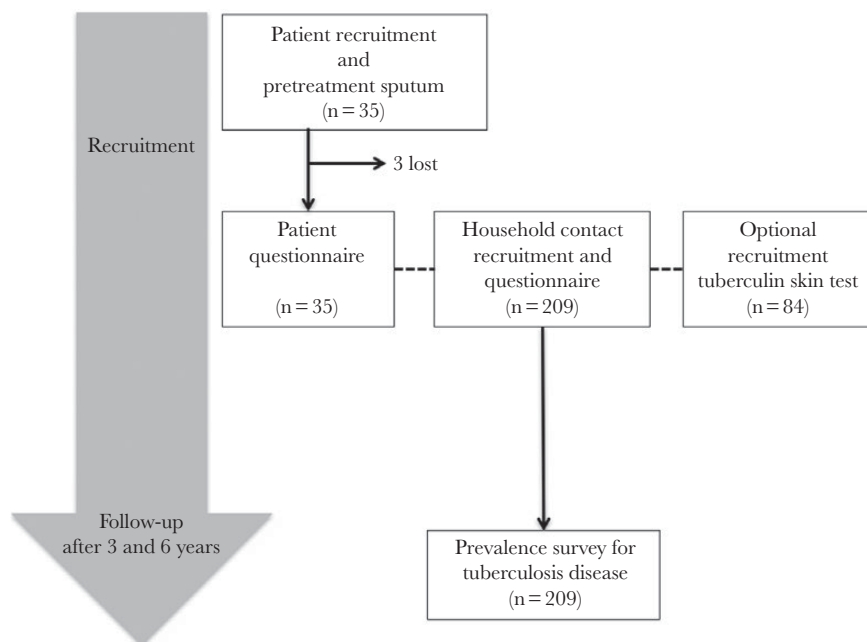 Patient recruitment
and
pretreatment sputum
(n = 35)
Recruitment
3 lost
Patient
questionnaire
(n = 35)
Household contact
recruitment and
questionnaire
(n = 209)
Optional
recruitment
tuberculin skin test
(n = 84)
Follow-up
after 3 and 6 years
Prevalence survey for
tuberculosis disease
(n = 209)